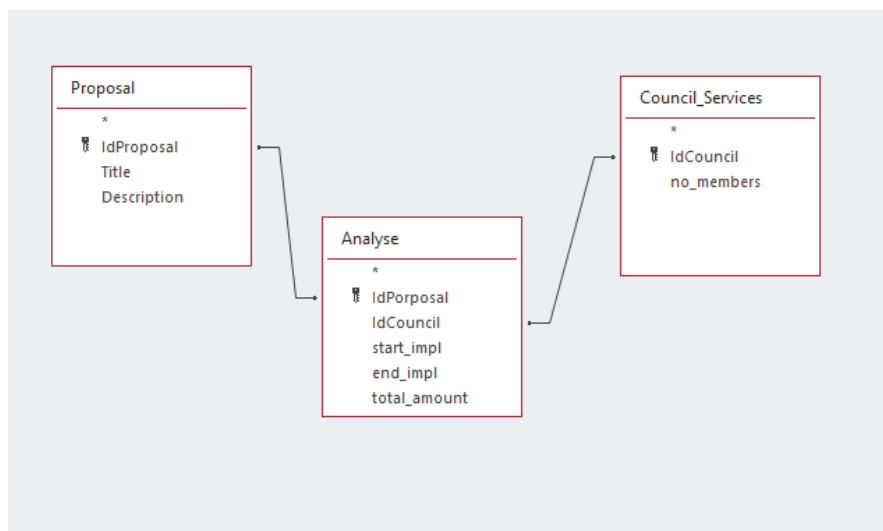 Proposal
*
IdProposal
Title
Description
Analyse
*
IdPorposal
IdCouncil
start_impl
end_impl
total_amount
Council_Services
*
IdCouncil
no_members